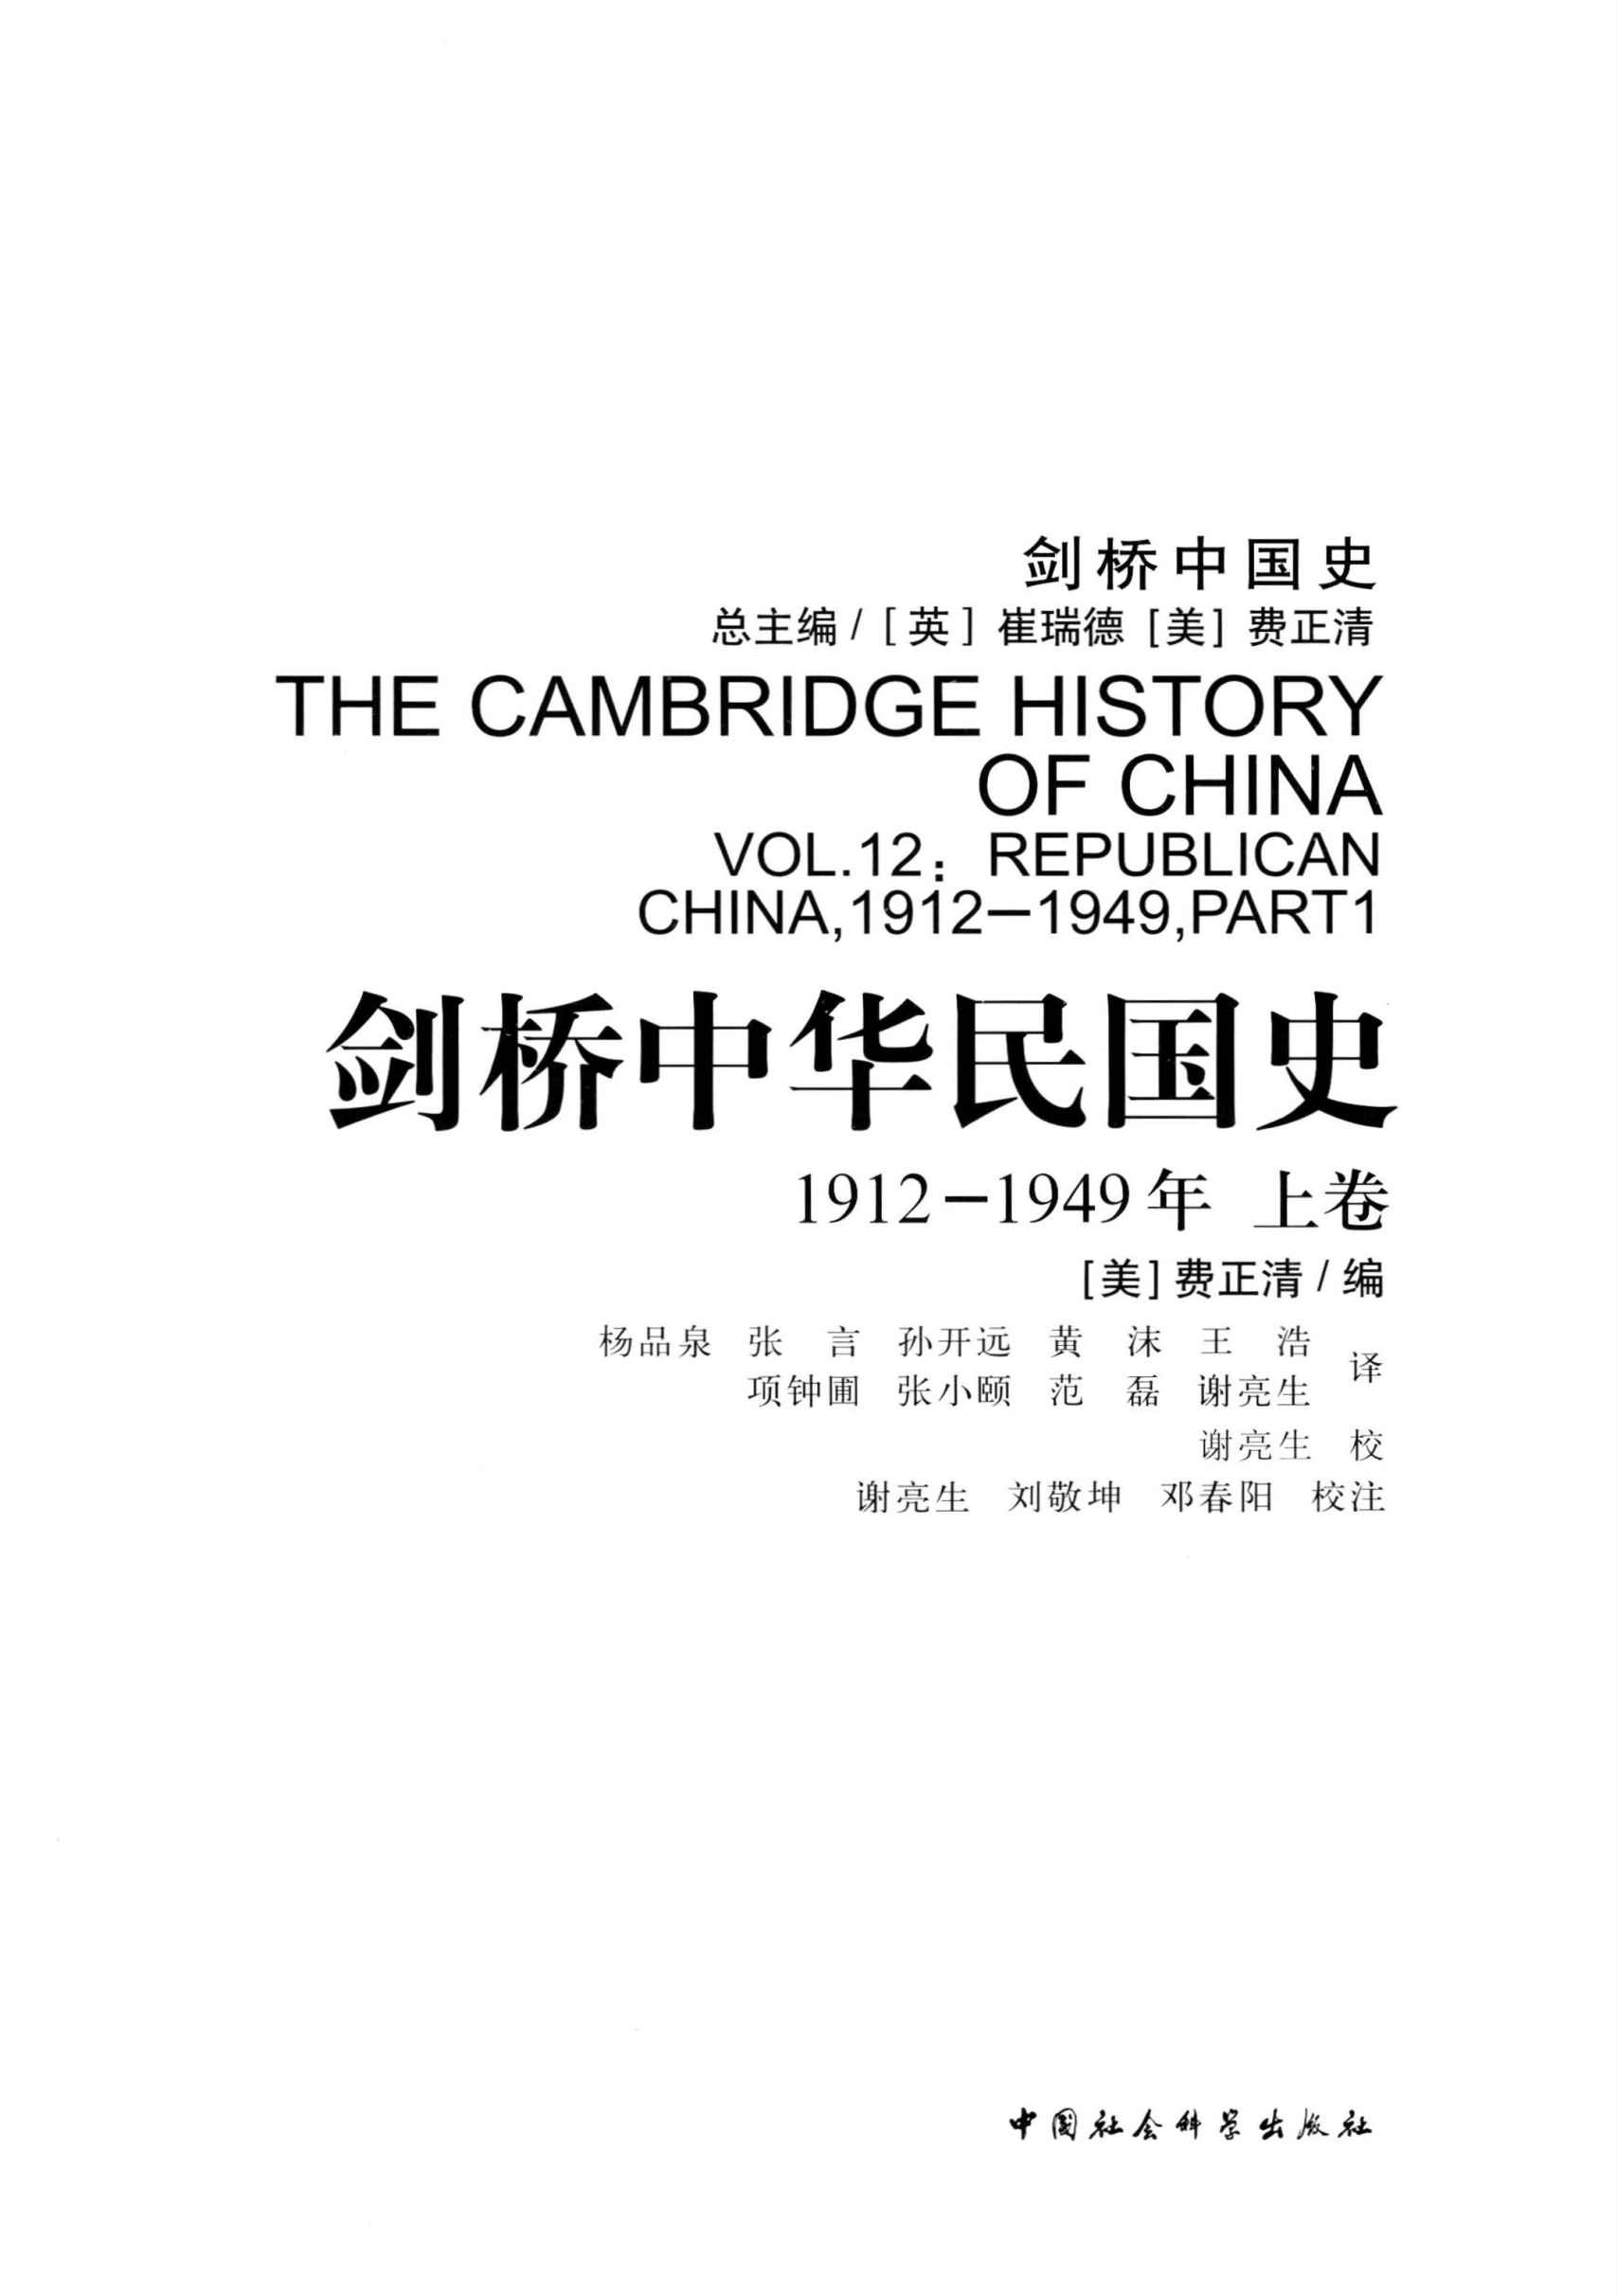 剑桥中国史
总主编 / [英] 崔瑞德 [美] 费正清
THE CAMBRIDGE HISTORY
OF CHINA
VOL.12: REPUBLICAN
CHINA,1912—1949,PART1
剑桥中华民国史
1912－1949年 上卷
[美] 费正清 / 编
杨品泉 张 言 孙开远 黄 沫 王 浩
项钟圃 张小颐 范 磊 谢亮生 译
谢亮生 校
谢亮生 刘敬坤 邓春阳 校注
中国社会科学出版社